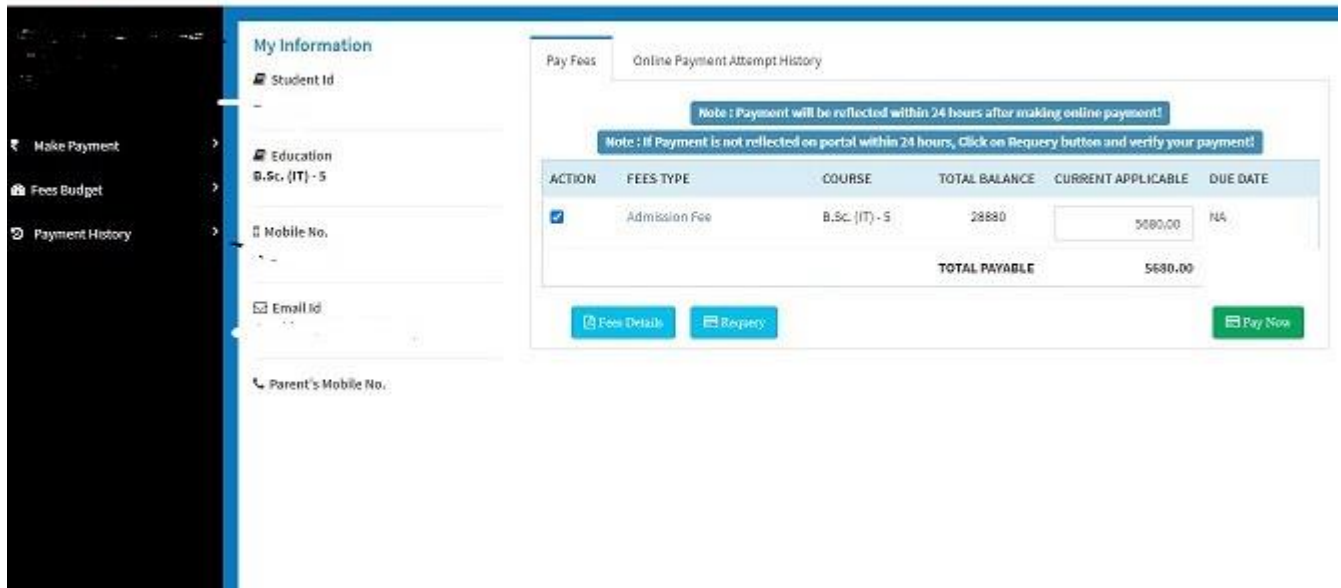 ₹ Make Payment
Fees Budget
Payment History
My Information
Student Id
Education
B.Sc. (IT) - 5
Mobile No.
Email Id
Parent's Mobile No.
Pay Fees Online Payment Attempt History
Note : Payment will be reflected within 24 hours after making online payment!
Note : If Payment is not reflected on portal within 24 hours, Click on Requery button and verify your payment!
ACTION FEES TYPE COURSE TOTAL BALANCE CURRENT APPLICABLE DUE DATE
Admission Fee B.Sc. (IT) - 5 28880 5680.00 NA
TOTAL PAYABLE 5680.00
Fees Details Requery Pay Now